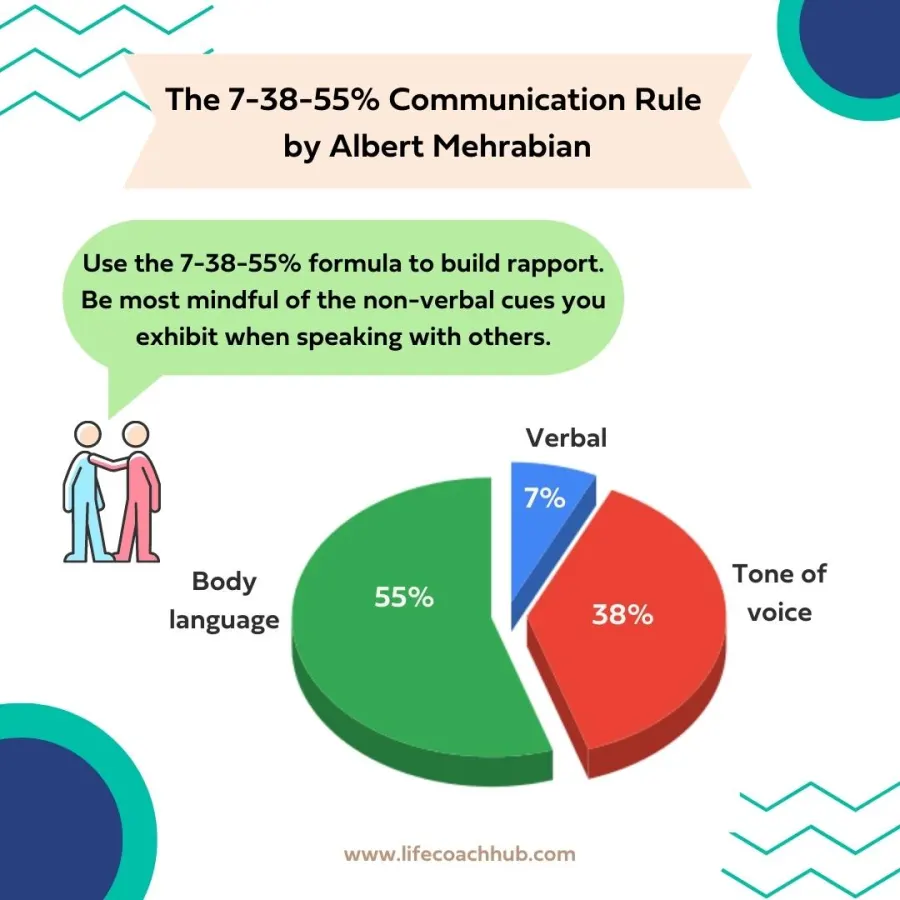 The 7-38-55% Communication Rule
by Albert Mehrabian
Use the 7-38-55% formula to build rapport.
Be most mindful of the non-verbal cues you
exhibit when speaking with others.
Verbal
7%
Body
language
55%
38%
Tone of
voice
www.lifecoachhub.com